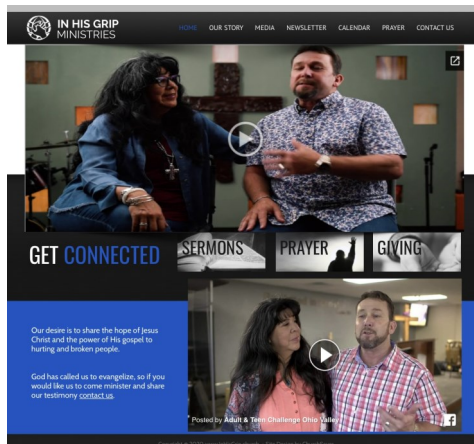 IN HIS GRIP
MINISTRIES
HOME OUR STORY MEDIA NEWSLETTER CALENDAR PRAYER CONTACT US
GET CONNECTED
SERMONS
PRAYER
GIVING
Our desire is to share the hope of Jesus
Christ and the power of His gospel to
hurting and broken people.
God has called us to evangelize, so if you
would like us to come minister and share
our testimony contact us.
Posted by Adult & Teen Challenge Ohio Valley